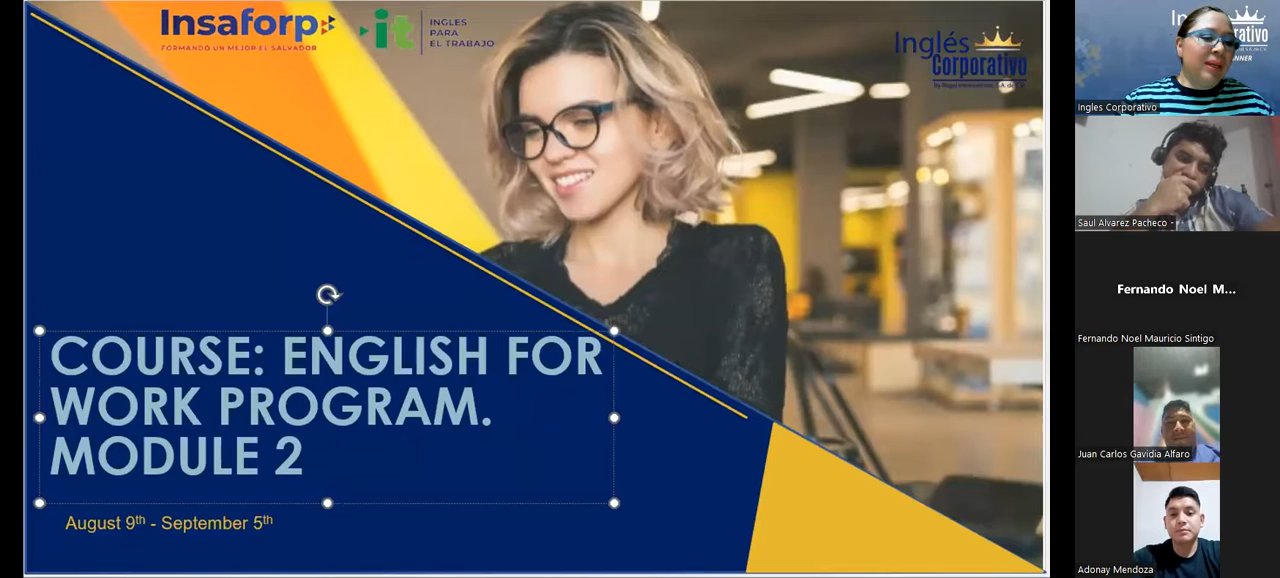 Insaforp
FORMANDO UN MEJOR EL SALVADOR
it
INGLES
PARA
EL TRABAJO
Inglés
Corporativo
COURSE: ENGLISH FOR
WORK PROGRAM.
MODULE 2
August 9th - September 5th
Ingles Corporativo
Saul Alvarez Pacheco -
Fernando Noel M...
Fernando Noel Mauricio Sintigo
Juan Carlos Gavidia Alfaro
Adonay Mendoza